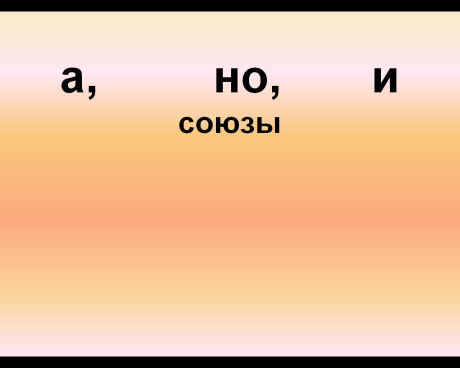 а, но, и
союзы